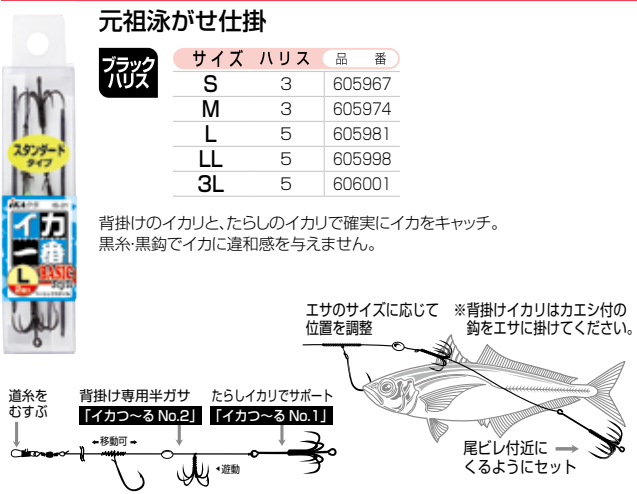 元祖泳がせ仕掛
ブラック
ハリス
サイズ ハリス 品 番
S 3 605967
M 3 605974
L 5 605981
LL 5 605998
3L 5 606001
スタンダード
タイプ
イカ
一番
L
BASIC
背掛けのイカリと、たらしのイカリで確実にイカをキャッチ。
黒糸・黒鈎でイカに違和感を与えません。
エサのサイズに応じて
位置を調整
※背掛けイカリはカエシ付の
鈎をエサに掛けてください。
道糸を
むすぶ
背掛け専用半ガサ
「イカつ〜る No.2」
たらしイカリでサポート
「イカつ〜る No.1」
移動可
遊動
尾ビレ付近に
くるようにセット